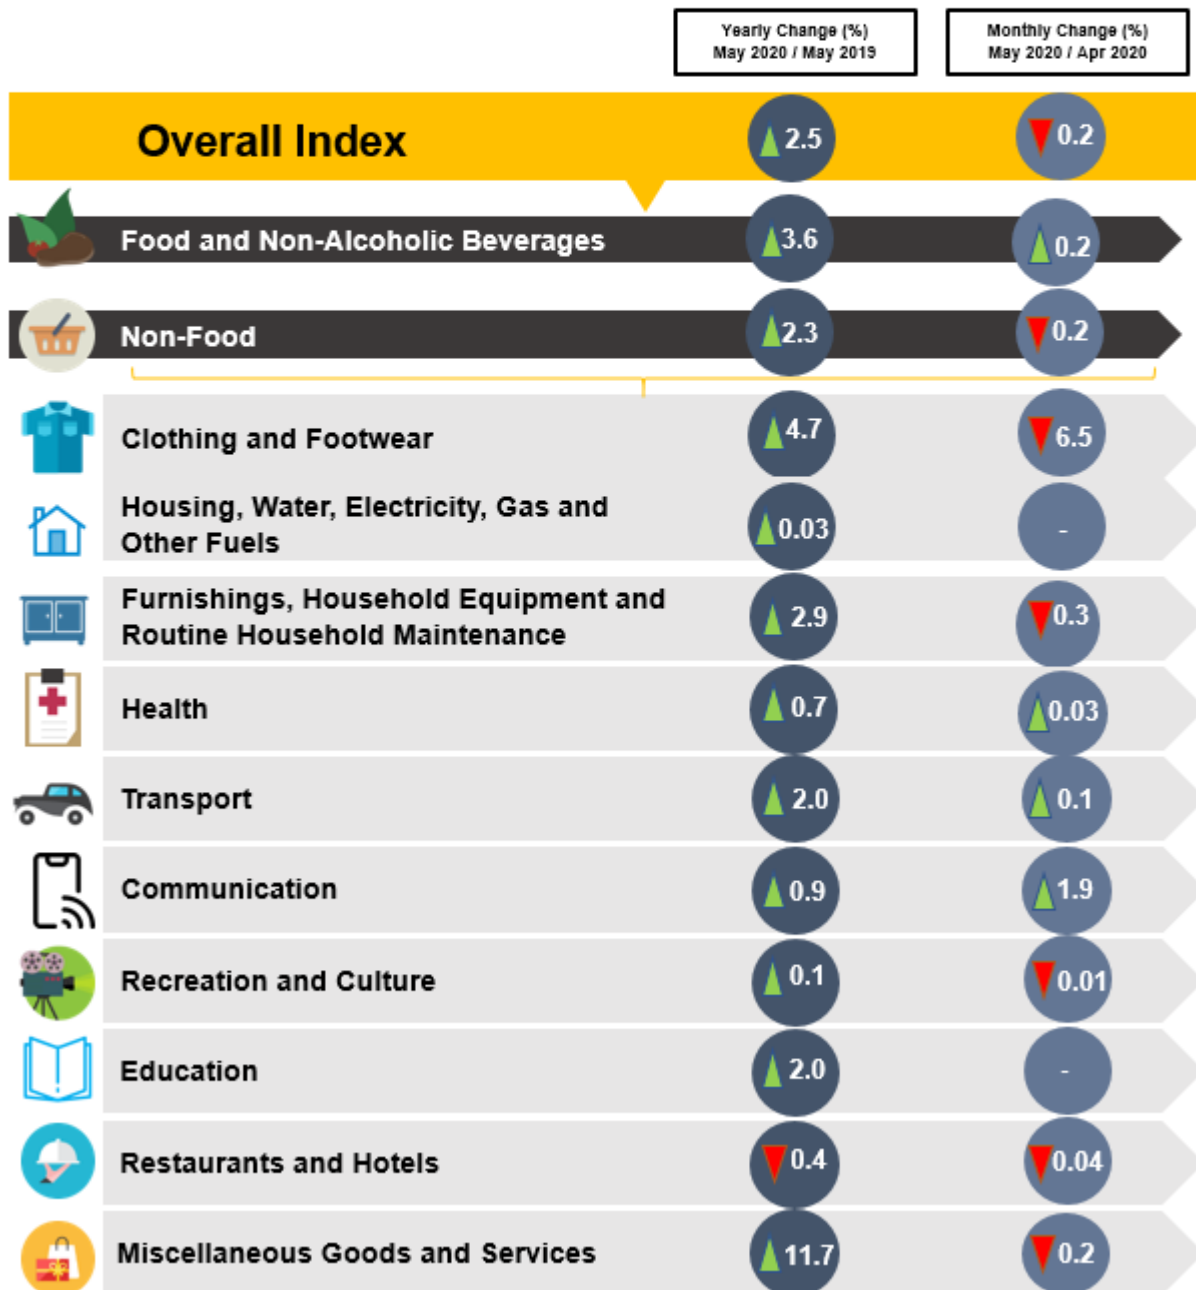 Yearly Change (%)
May 2020 / May 2019
Monthly Change (%)
May 2020 / Apr 2020
Overall Index
2.5
0.2
Food and Non-Alcoholic Beverages
3.6
0.2
Non-Food
2.3
0.2
Clothing and Footwear
4.7
6.5
Housing, Water, Electricity, Gas and
Other Fuels
0.03
-
Furnishings, Household Equipment and
Routine Household Maintenance
2.9
0.3
Health
0.7
0.03
Transport
2.0
0.1
Communication
0.9
1.9
Recreation and Culture
0.1
0.01
Education
2.0
-
Restaurants and Hotels
0.4
0.04
Miscellaneous Goods and Services
11.7
0.2